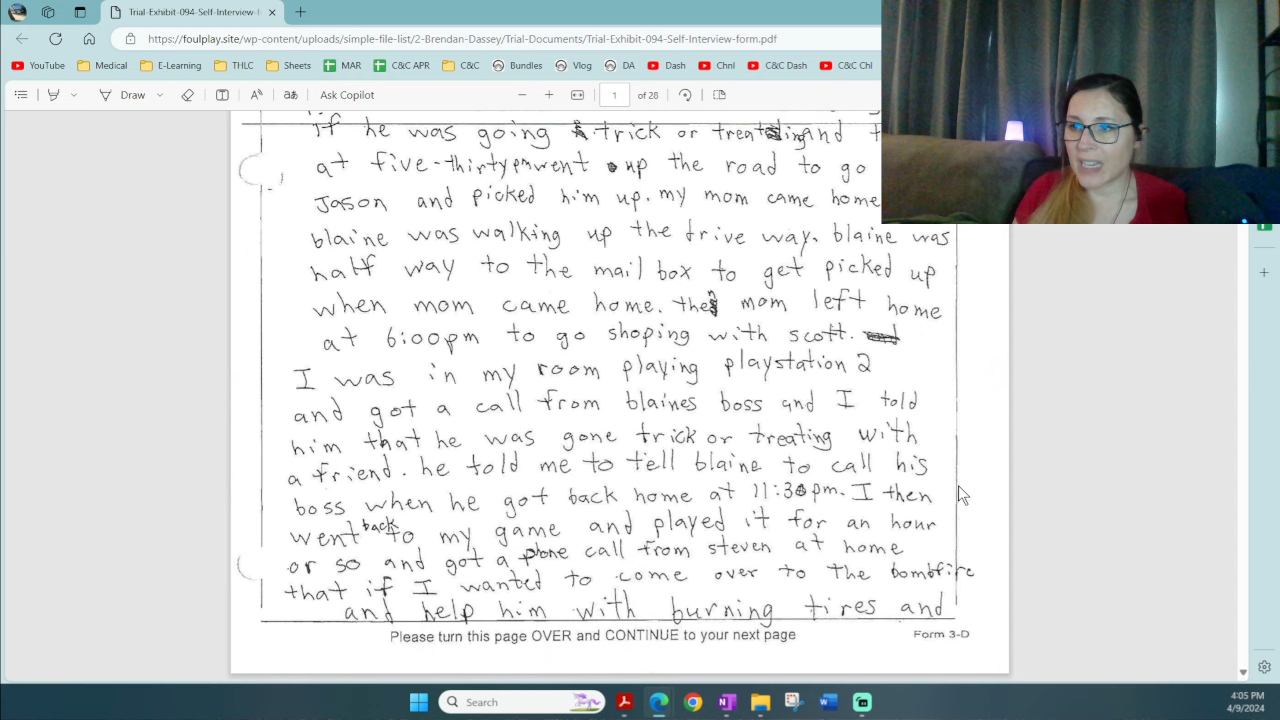 Trial-Exhibit-094-Self-Interview-f
https://foulplay.site/wp-content/uploads/simple-file-list/2-Brendan-Dassey/Trial-Documents/Trial-Exhibit-094-Self-Interview-form.pdf
YouTube Medical E-Learning THLC Sheets MAR C&C APR C&C Bundles Vlog DA Dash Chnl C&C Dash C&C Chl
Draw Ask Copilot 1 of 28
if he was going trick or treating and
at five-thirty pm went up the road to go
Jason and picked him up. my mom came home
blaine was walking up the drive way. blaine was
half way to the mail box to get picked up
when mom came home. then mom left home
at 6:00pm to go shoping with scott.
I was in my room playing playstation 2
and got a call from blaines boss and I told
him that he was gone trick or treating with
a friend. he told me to tell blaine to call his
boss when he got back home at 11:30pm. I then
went back to my game and played it for an hour
or so and got a phone call from steven at home
that if I wanted to come over to the bombfire
and help him with burning tires and
Please turn this page OVER and CONTINUE to your next page Form 3-D
Search
4:05 PM
4/9/2024